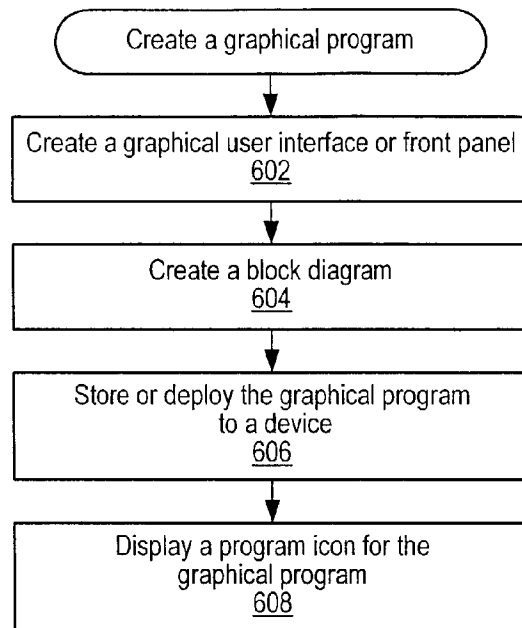 Create a graphical program
Create a graphical user interface or front panel
602
Create a block diagram
604
Store or deploy the graphical program
to a device
606
Display a program icon for the
graphical program
608